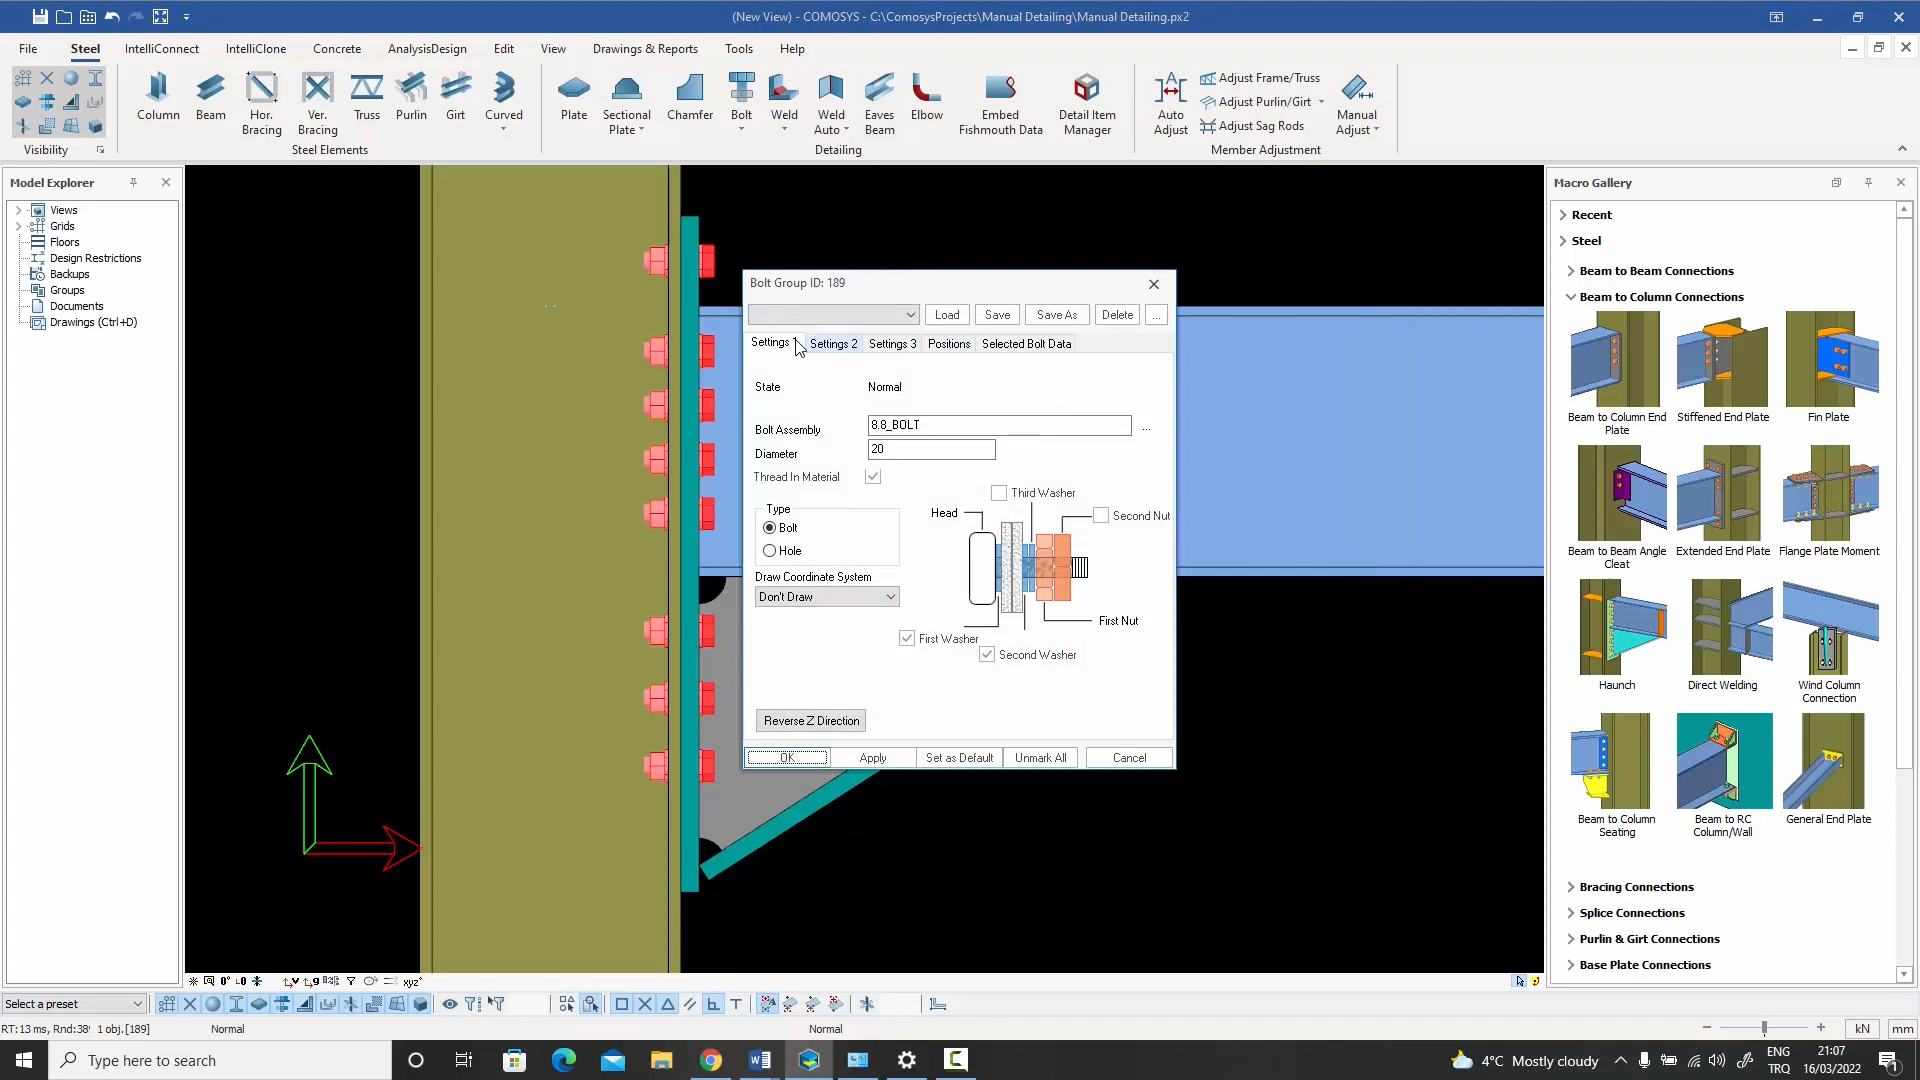 (New View) - COMOSYS - C:\ComosysProjects\Manual Detailing\Manual Detailing.px2
File Steel IntelliConnect IntelliClone Concrete AnalysisDesign Edit View Drawings & Reports Tools Help
Column Beam Hor. Bracing Ver. Bracing Truss Purlin Girt Curved
Plate Sectional Plate Chamfer Bolt Weld Weld Auto Eaves Beam Elbow Embed Fishmouth Data Detail Item Manager
Auto Adjust Adjust Frame/Truss
Adjust Purlin/Girt
Adjust Sag Rods
Manual Adjust
Visibility Steel Elements Detailing Member Adjustment
Model Explorer
Views
Grids
Floors
Design Restrictions
Backups
Groups
Documents
Drawings (Ctrl+D)
Bolt Group ID: 189
Load Save Save As Delete ...
Settings 1 Settings 2 Settings 3 Positions Selected Bolt Data
State Normal
Bolt Assembly 8.8_BOLT ...
Diameter 20
Thread In Material
Type
Bolt
Hole
Draw Coordinate System
Don't Draw
Third Washer
Head
Second Nut
First Nut
First Washer
Second Washer
Reverse Z Direction
OK Apply Set as Default Unmark All Cancel
Macro Gallery
Recent
Steel
Beam to Beam Connections
Beam to Column Connections
Beam to Column End Plate
Stiffened End Plate
Fin Plate
Beam to Beam Angle Cleat
Extended End Plate
Flange Plate Moment
Haunch
Direct Welding
Wind Column Connection
Beam to Column Seating
Beam to RC Column/Wall
General End Plate
Bracing Connections
Splice Connections
Purlin & Girt Connections
Base Plate Connections
xyz
Select a preset
RT:13 ms, Rnd:38 1 obj.[189] Normal Normal kN mm
Type here to search
4°C Mostly cloudy
ENG
TRQ
21:07
16/03/2022